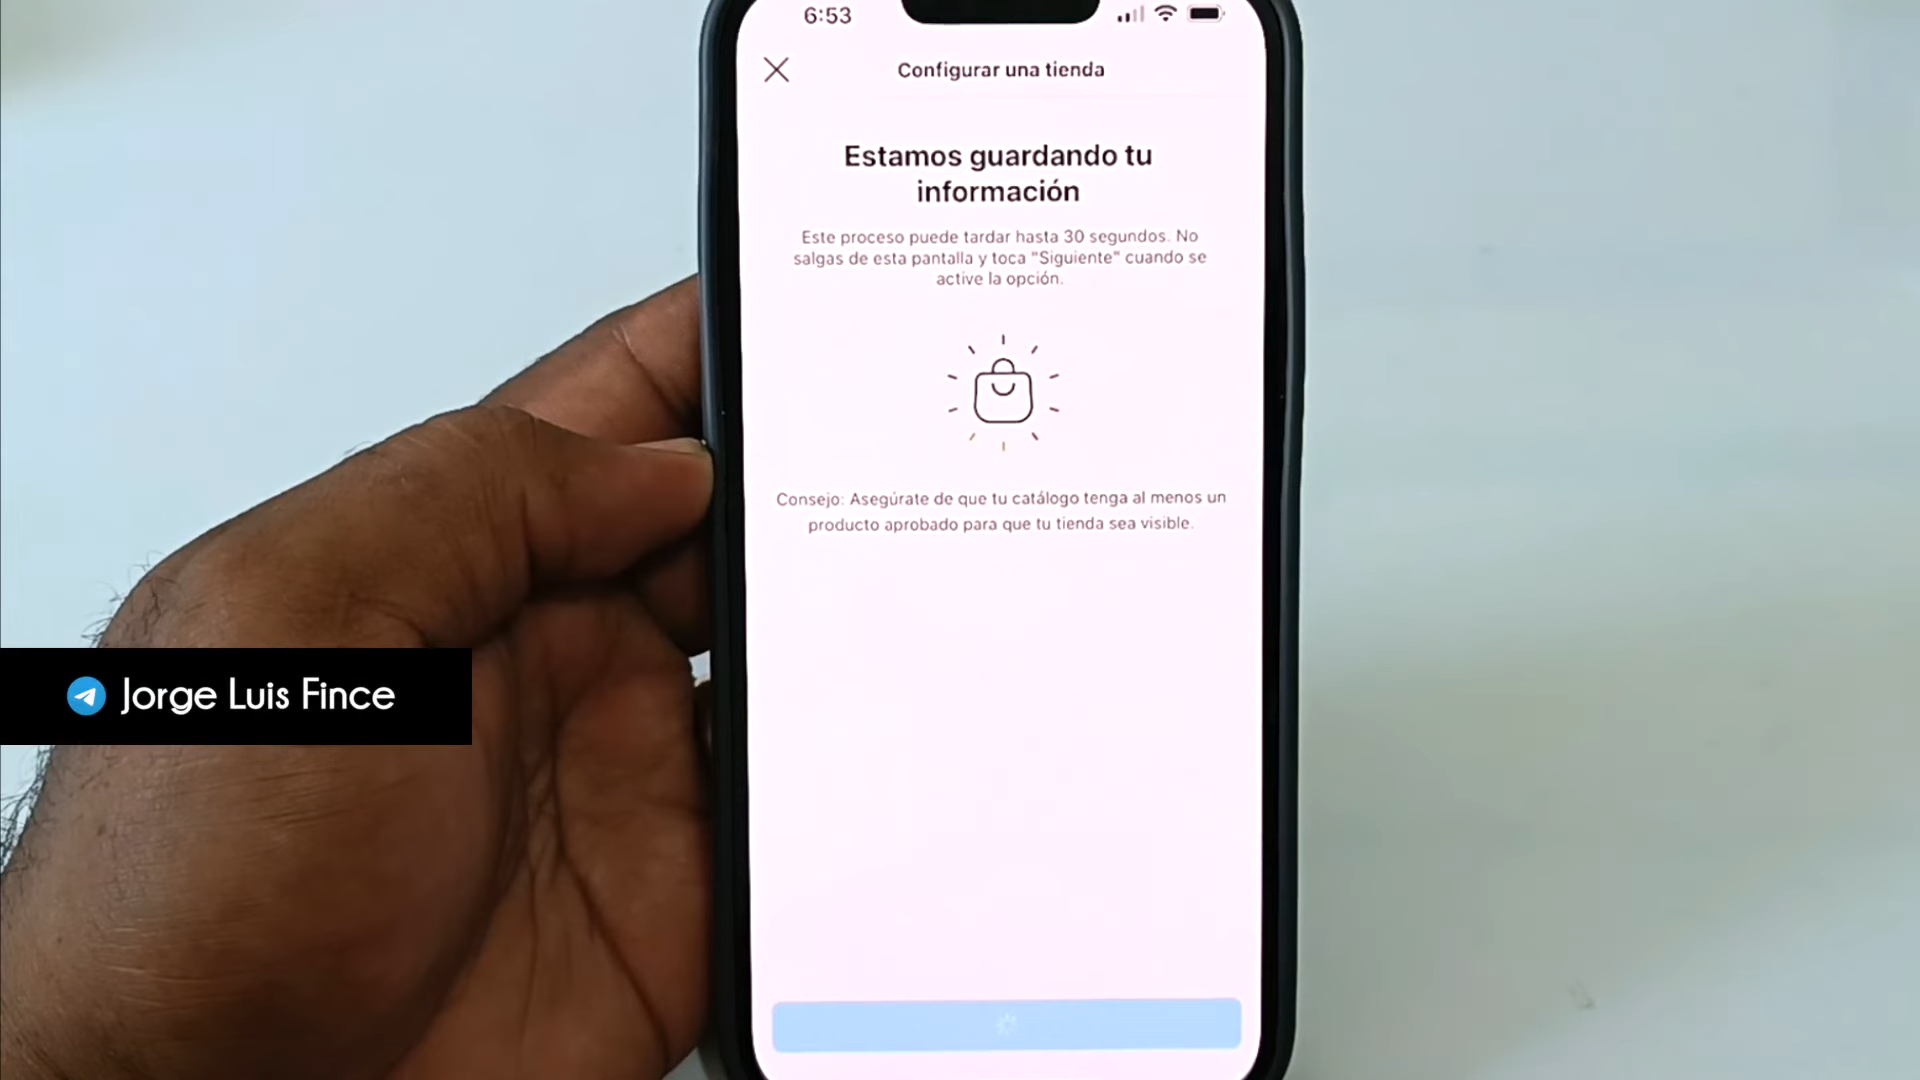 6:53
Configurar una tienda
Estamos guardando tu
información
Este proceso puede tardar hasta 30 segundos. No
salgas de esta pantalla y toca "Siguiente" cuando se
active la opción.
Consejo: Asegúrate de que tu catálogo tenga al menos un
producto aprobado para que tu tienda sea visible.
Jorge Luis Fince